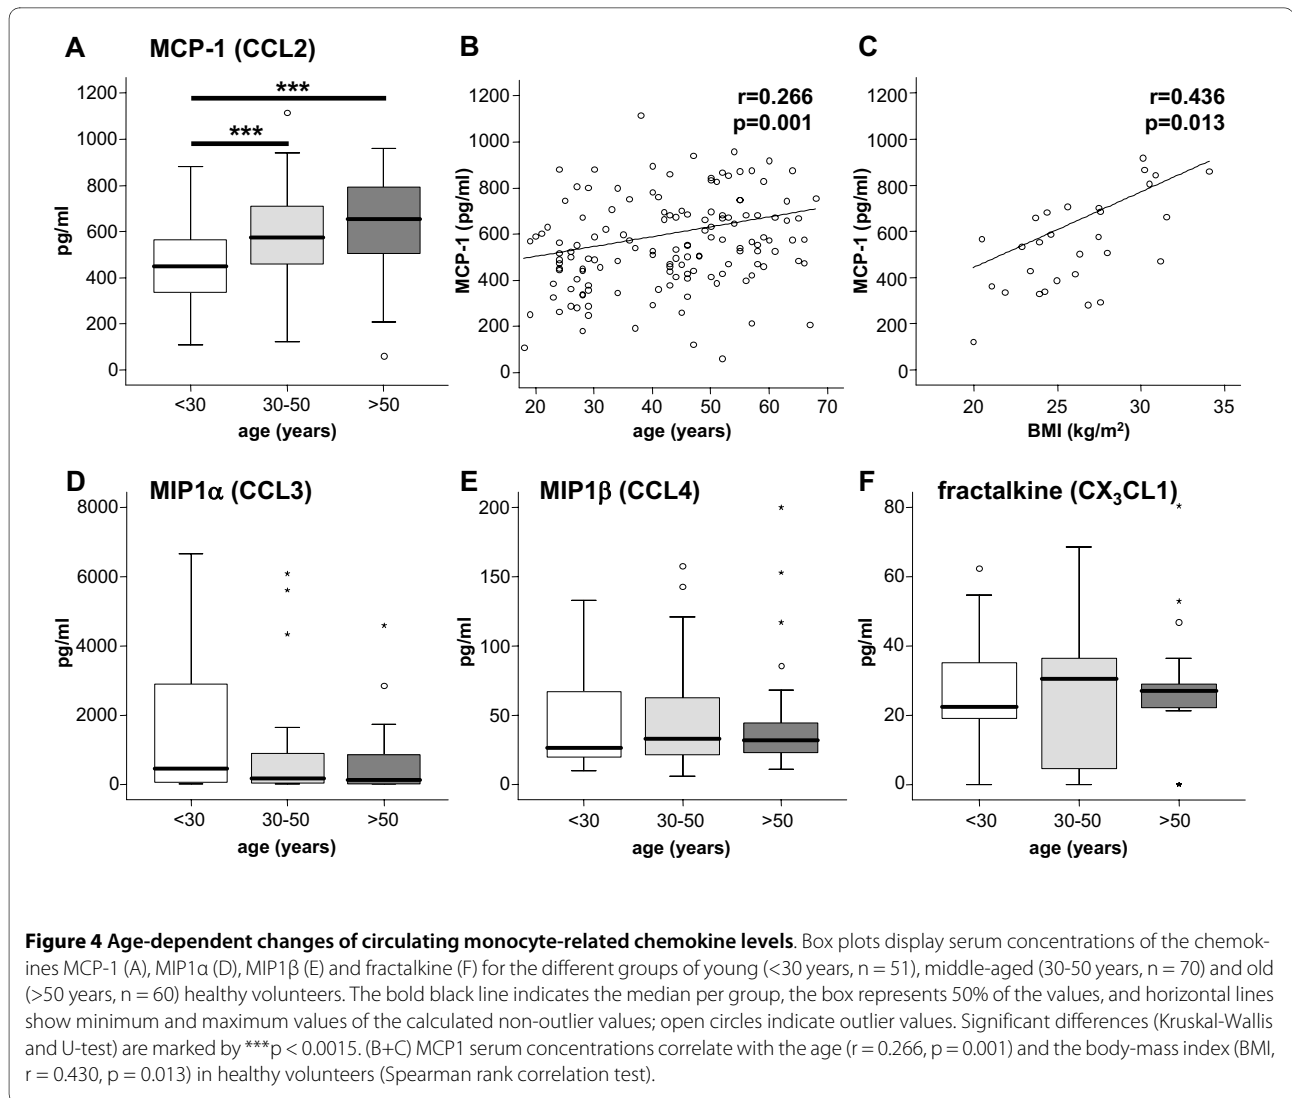 A MCP-1 (CCL2)
pg/ml
1200
1000
800
600
400
200
0
***
***
<30 30-50 >50
age (years)
B
MCP-1 (pg/ml)
1200
1000
800
600
400
200
0
r=0.266
p=0.001
20 30 40 50 60 70
age (years)
C
MCP-1 (pg/ml)
1200
1000
800
600
400
200
0
r=0.436
p=0.013
20 25 30 35
BMI (kg/m²)
D MIP1α (CCL3)
pg/ml
8000
6000
4000
2000
0
<30 30-50 >50
age (years)
E MIP1β (CCL4)
pg/ml
200
150
100
50
0
<30 30-50 >50
age (years)
F fractalkine (CX₃CL1)
pg/ml
80
60
40
20
0
<30 30-50 >50
age (years)
Figure 4 Age-dependent changes of circulating monocyte-related chemokine levels. Box plots display serum concentrations of the chemok-
ines MCP-1 (A), MIP1α (D), MIP1β (E) and fractalkine (F) for the different groups of young (<30 years, n = 51), middle-aged (30-50 years, n = 70) and old
(>50 years, n = 60) healthy volunteers. The bold black line indicates the median per group, the box represents 50% of the values, and horizontal lines
show minimum and maximum values of the calculated non-outlier values; open circles indicate outlier values. Significant differences (Kruskal-Wallis
and U-test) are marked by ***p < 0.0015. (B+C) MCP1 serum concentrations correlate with the age (r = 0.266, p = 0.001) and the body-mass index (BMI,
r = 0.430, p = 0.013) in healthy volunteers (Spearman rank correlation test).